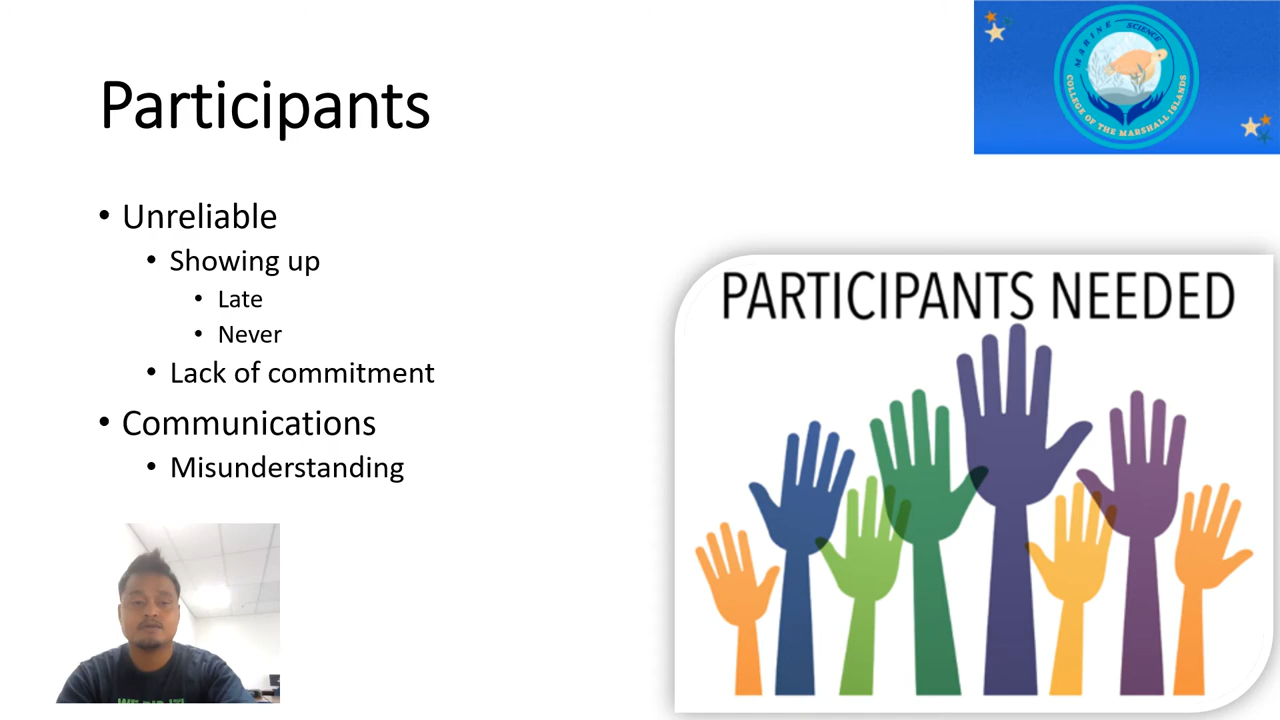 Participants
MARINE SCIENCE
COLLEGE OF THE MARSHALL ISLANDS
• Unreliable
• Showing up
• Late
• Never
• Lack of commitment
• Communications
• Misunderstanding
PARTICIPANTS NEEDED